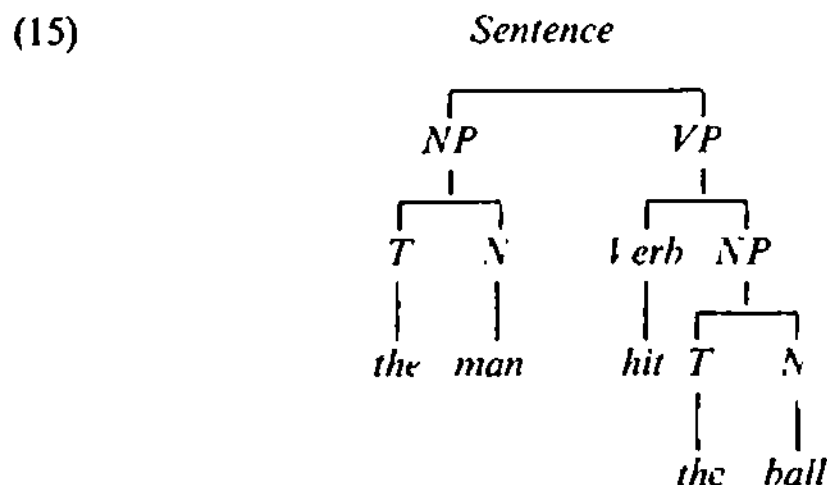 (15) Sentence
NP VP
T N Verb NP
the man hit T N
the ball